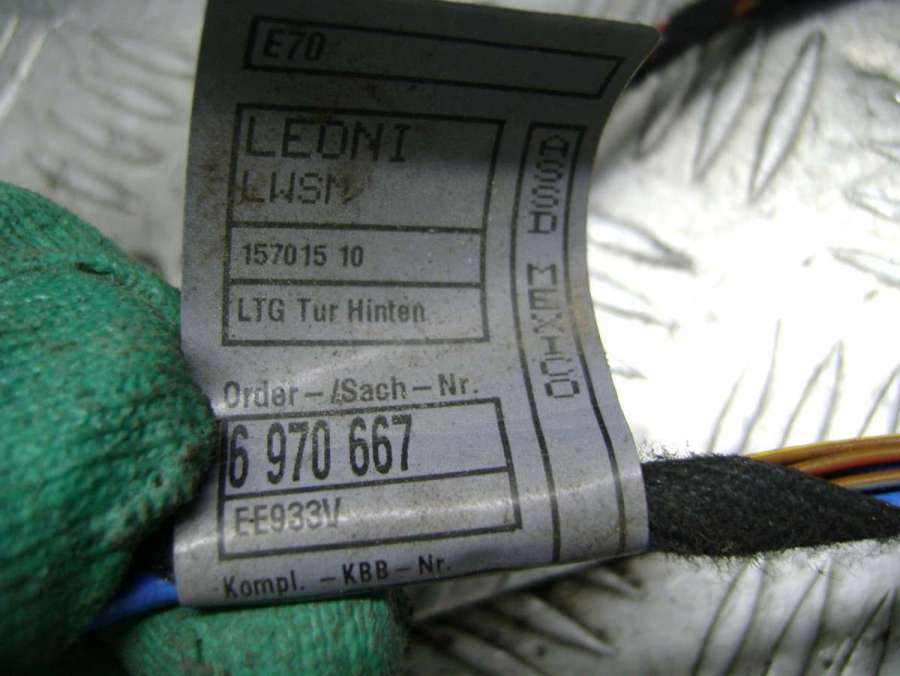 E70
LEONI
LWSM
157015 10
LTG Tur Hinten
ASSD MEXICO
Order-/Sach-Nr.
6 970 667
EE933V
Kompl. -KBB-Nr.